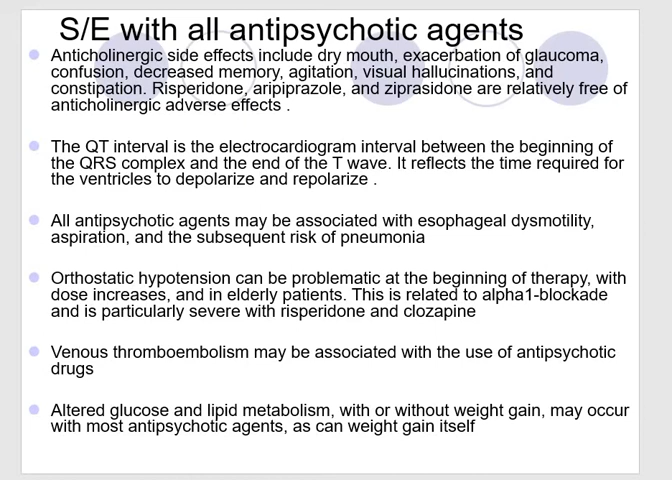 S/E with all antipsychotic agents
Anticholinergic side effects include dry mouth, exacerbation of glaucoma,
confusion, decreased memory, agitation, visual hallucinations, and
constipation. Risperidone, aripiprazole, and ziprasidone are relatively free of
anticholinergic adverse effects .
The QT interval is the electrocardiogram interval between the beginning of
the QRS complex and the end of the T wave. It reflects the time required for
the ventricles to depolarize and repolarize .
All antipsychotic agents may be associated with esophageal dysmotility,
aspiration, and the subsequent risk of pneumonia
Orthostatic hypotension can be problematic at the beginning of therapy, with
dose increases, and in elderly patients. This is related to alpha1-blockade
and is particularly severe with risperidone and clozapine
Venous thromboembolism may be associated with the use of antipsychotic
drugs
Altered glucose and lipid metabolism, with or without weight gain, may occur
with most antipsychotic agents, as can weight gain itself